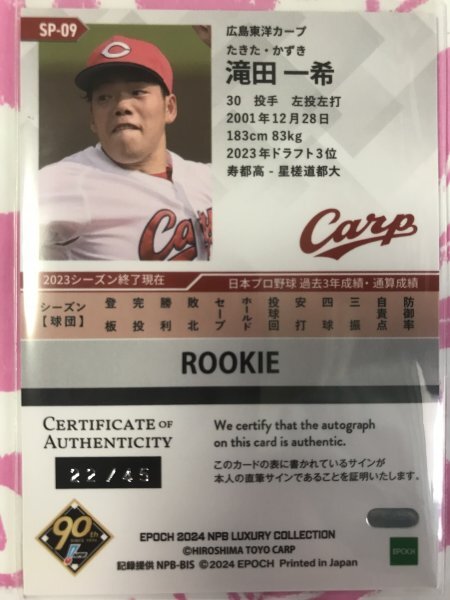 SP-09
広島東洋カープ
たきた・かずき
滝田 一希
30 投手 左投左打
2001年12月28日
183cm 83kg
2023年ドラフト3位
寿都高 - 星槎道都大
C
Carp
Carp
2023シーズン終了現在
日本プロ野球 過去3年成績・通算成績
シーズン【球団】 登板 完投 勝利 敗北 セーブ ホールド 投球回 安打 四球 三振 自責点 防御率
ROOKIE
CERTIFICATE OF
AUTHENTICITY
22/45
We certify that the autograph
on this card is authentic.
このカードの表に書かれているサインが
本人の直筆サインであることを証明いたします。
90th
EPOCH 2024 NPB LUXURY COLLECTION
©HIROSHIMA TOYO CARP
記録提供 NPB-BIS ©2024 EPOCH Printed in Japan
EPOCH